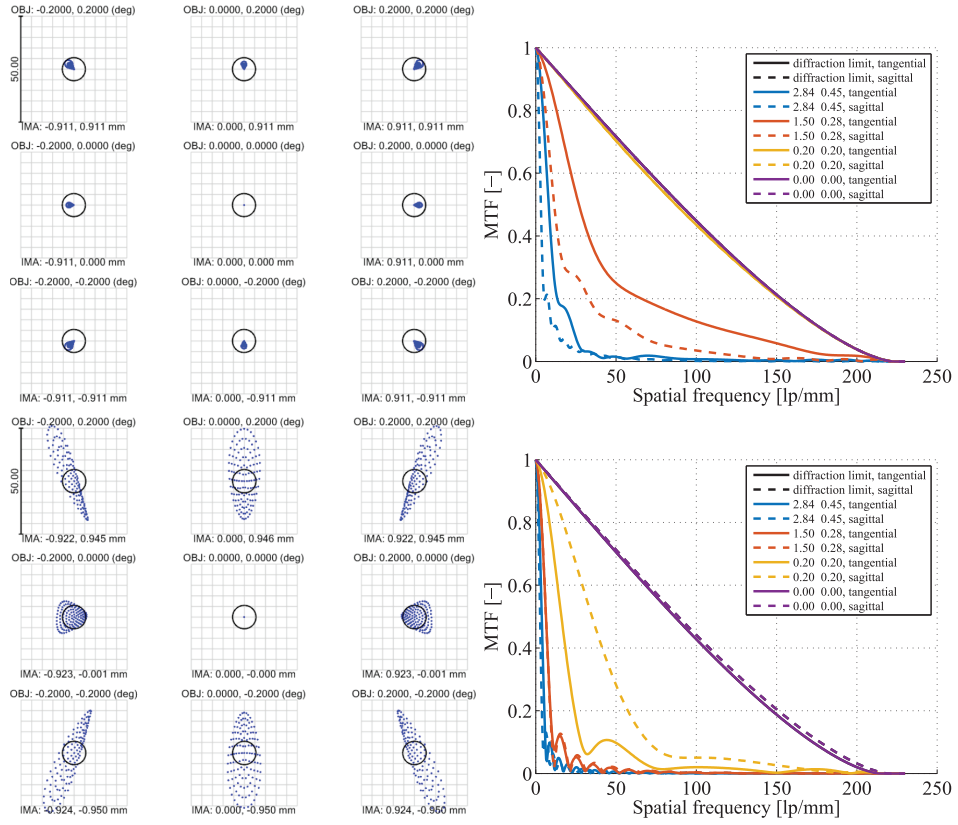 OBJ: -0.2000, 0.2000 (deg)
OBJ: 0.0000, 0.2000 (deg)
OBJ: 0.2000, 0.2000 (deg)
50.00
IMA: -0.911, 0.911 mm
IMA: 0.000, 0.911 mm
IMA: 0.911, 0.911 mm
OBJ: -0.2000, 0.0000 (deg)
OBJ: 0.0000, 0.0000 (deg)
OBJ: 0.2000, 0.0000 (deg)
IMA: -0.911, 0.000 mm
IMA: 0.000, 0.000 mm
IMA: 0.911, 0.000 mm
OBJ: -0.2000, -0.2000 (deg)
OBJ: 0.0000, -0.2000 (deg)
OBJ: 0.2000, -0.2000 (deg)
IMA: -0.911, -0.911 mm
IMA: 0.000, -0.911 mm
IMA: 0.911, -0.911 mm
1
0.8
0.6
0.4
0.2
0
MTF [–]
0
50
100
150
200
250
Spatial frequency [lp/mm]
diffraction limit, tangential
diffraction limit, sagittal
2.84 0.45, tangential
2.84 0.45, sagittal
1.50 0.28, tangential
1.50 0.28, sagittal
0.20 0.20, tangential
0.20 0.20, sagittal
0.00 0.00, tangential
0.00 0.00, sagittal
OBJ: -0.2000, 0.2000 (deg)
OBJ: 0.0000, 0.2000 (deg)
OBJ: 0.2000, 0.2000 (deg)
50.00
IMA: -0.922, 0.945 mm
IMA: 0.000, 0.946 mm
IMA: 0.922, 0.945 mm
OBJ: -0.2000, 0.0000 (deg)
OBJ: 0.0000, 0.0000 (deg)
OBJ: 0.2000, 0.0000 (deg)
IMA: -0.923, -0.001 mm
IMA: 0.000, -0.000 mm
IMA: 0.923, -0.001 mm
OBJ: -0.2000, -0.2000 (deg)
OBJ: 0.0000, -0.2000 (deg)
OBJ: 0.2000, -0.2000 (deg)
IMA: -0.924, -0.950 mm
IMA: 0.000, -0.950 mm
IMA: 0.924, -0.950 mm
1
0.8
0.6
0.4
0.2
0
MTF [–]
0
50
100
150
200
250
Spatial frequency [lp/mm]
diffraction limit, tangential
diffraction limit, sagittal
2.84 0.45, tangential
2.84 0.45, sagittal
1.50 0.28, tangential
1.50 0.28, sagittal
0.20 0.20, tangential
0.20 0.20, sagittal
0.00 0.00, tangential
0.00 0.00, sagittal